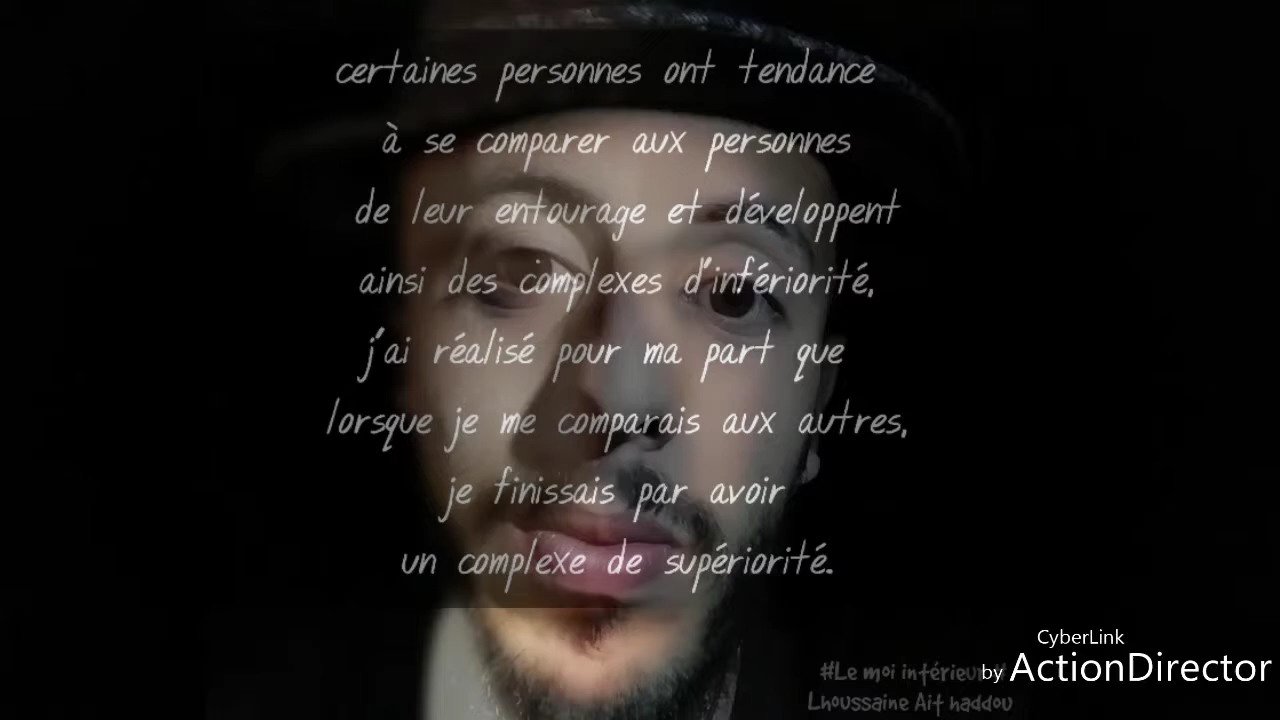 certaines personnes ont tendance
à se comparer aux personnes
de leur entourage et développent
ainsi des complexes d'infériorité,
j'ai réalisé pour ma part que
lorsque je me comparais aux autres,
je finissais par avoir
un complexe de supériorité.
CyberLink
by ActionDirector
#Le moi intérieur#
Lhoussaine Ait haddou